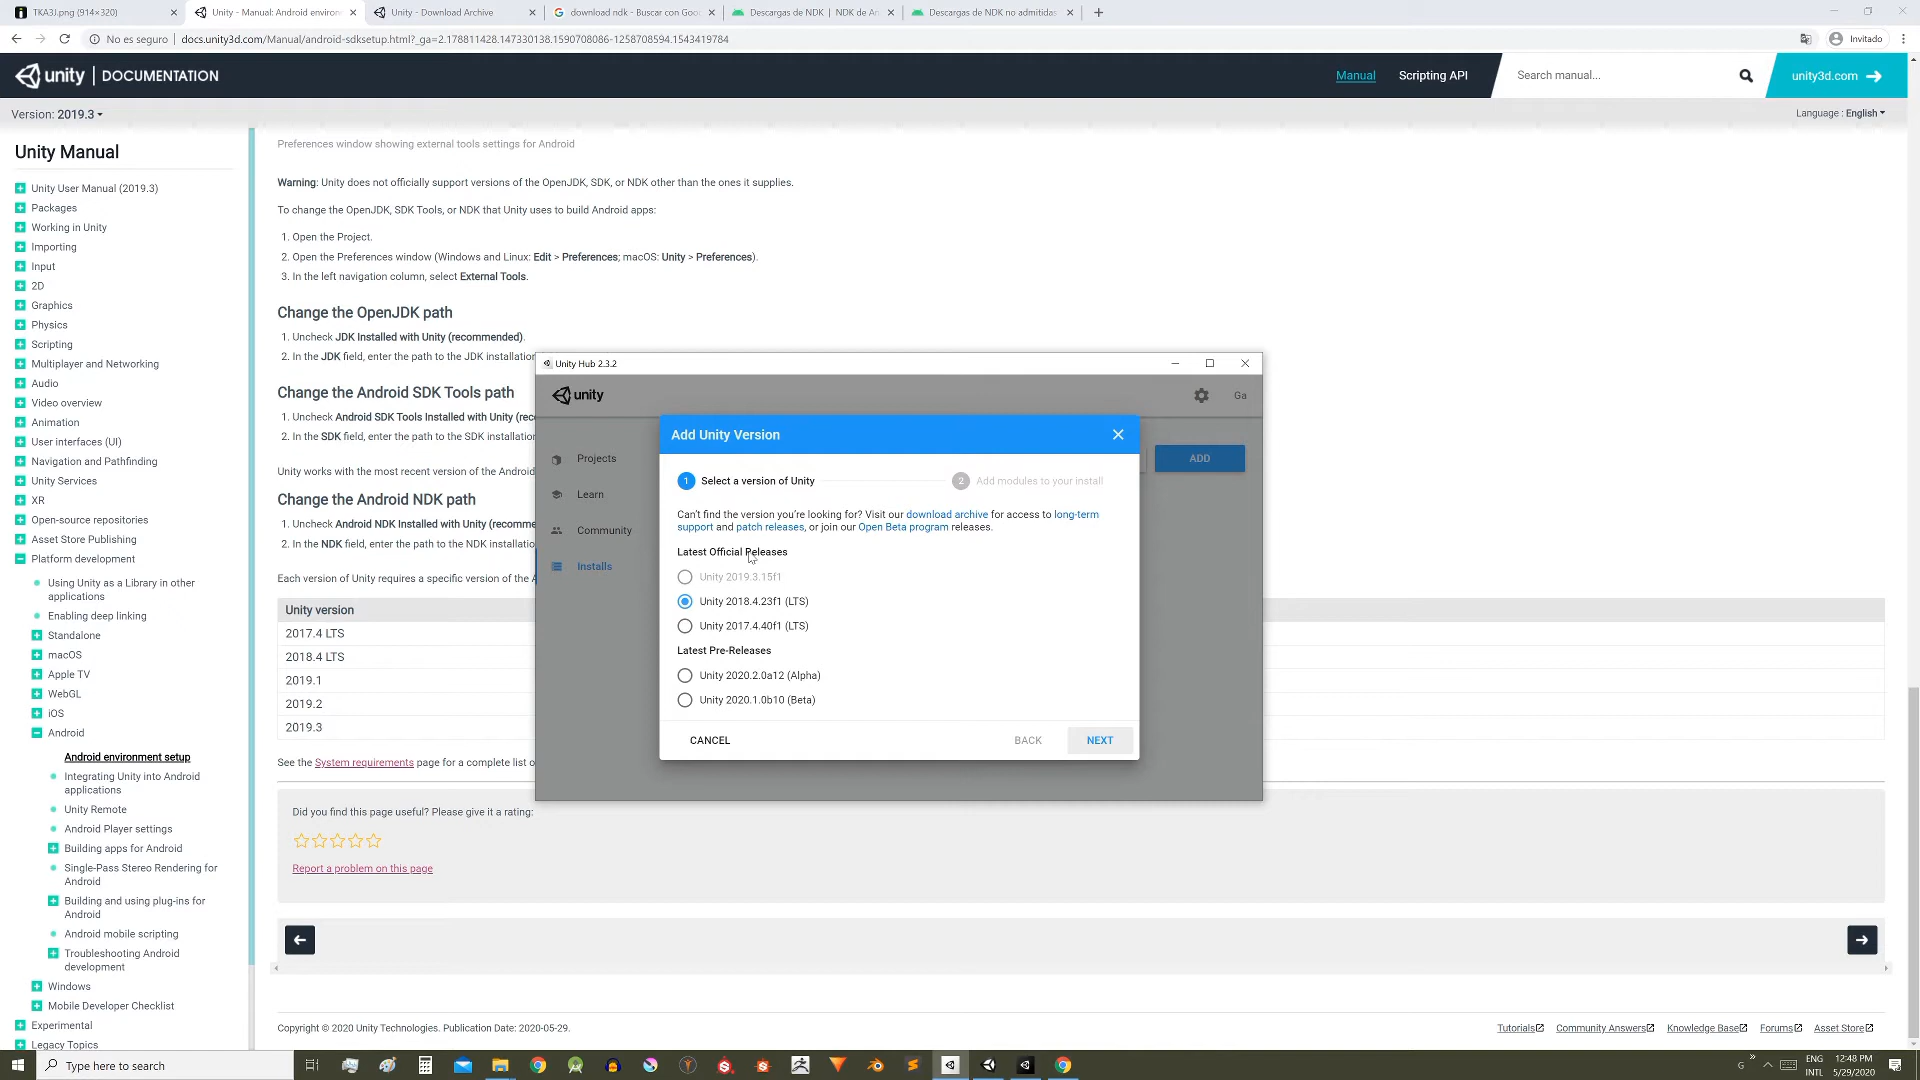 TKA3J.png (914×320)
Unity - Manual: Android environ
Unity - Download Archive
download ndk - Buscar con Goo
Descargas de NDK | NDK de An
Descargas de NDK no admitidas
No es seguro | docs.unity3d.com/Manual/android-sdksetup.html?_ga=2.178811428.147330138.1590708086-1258708594.1543419784
Invitado
unity | DOCUMENTATION
Manual
Scripting API
Search manual...
unity3d.com
Version: 2019.3
Language : English
Unity Manual
Unity User Manual (2019.3)
Packages
Working in Unity
Importing
Input
2D
Graphics
Physics
Scripting
Multiplayer and Networking
Audio
Video overview
Animation
User interfaces (UI)
Navigation and Pathfinding
Unity Services
XR
Open-source repositories
Asset Store Publishing
Platform development
Using Unity as a Library in other
applications
Enabling deep linking
Standalone
macOS
Apple TV
WebGL
iOS
Android
Android environment setup
Integrating Unity into Android
applications
Unity Remote
Android Player settings
Building apps for Android
Single-Pass Stereo Rendering for
Android
Building and using plug-ins for
Android
Android mobile scripting
Troubleshooting Android
development
Windows
Mobile Developer Checklist
Experimental
Legacy Topics
Preferences window showing external tools settings for Android
Warning: Unity does not officially support versions of the OpenJDK, SDK, or NDK other than the ones it supplies.
To change the OpenJDK, SDK Tools, or NDK that Unity uses to build Android apps:
1. Open the Project.
2. Open the Preferences window (Windows and Linux: Edit > Preferences; macOS: Unity > Preferences).
3. In the left navigation column, select External Tools.
Change the OpenJDK path
1. Uncheck JDK Installed with Unity (recommended).
2. In the JDK field, enter the path to the JDK installation
Change the Android SDK Tools path
1. Uncheck Android SDK Tools Installed with Unity (rec
2. In the SDK field, enter the path to the SDK installation
Unity works with the most recent version of the Android
Change the Android NDK path
1. Uncheck Android NDK Installed with Unity (recomme
2. In the NDK field, enter the path to the NDK installatio
Each version of Unity requires a specific version of the A
Unity version
2017.4 LTS
2018.4 LTS
2019.1
2019.2
2019.3
See the System requirements page for a complete list o
Did you find this page useful? Please give it a rating:
Report a problem on this page
Copyright © 2020 Unity Technologies. Publication Date: 2020-05-29.
Tutorials
Community Answers
Knowledge Base
Forums
Asset Store
Unity Hub 2.3.2
unity
Ga
Projects
Learn
Community
Installs
ADD
Add Unity Version
1 Select a version of Unity
2 Add modules to your install
Can't find the version you're looking for? Visit our download archive for access to long-term
support and patch releases, or join our Open Beta program releases.
Latest Official Releases
Unity 2019.3.15f1
Unity 2018.4.23f1 (LTS)
Unity 2017.4.40f1 (LTS)
Latest Pre-Releases
Unity 2020.2.0a12 (Alpha)
Unity 2020.1.0b10 (Beta)
CANCEL
BACK
NEXT
Type here to search
ENG
INTL
12:48 PM
5/29/2020